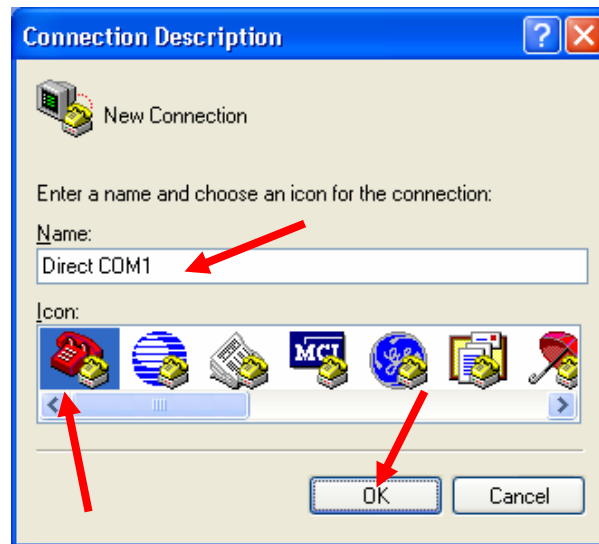 Connection Description
New Connection
Enter a name and choose an icon for the connection:
Name:
Direct COM1
Icon:
MCI
OK Cancel